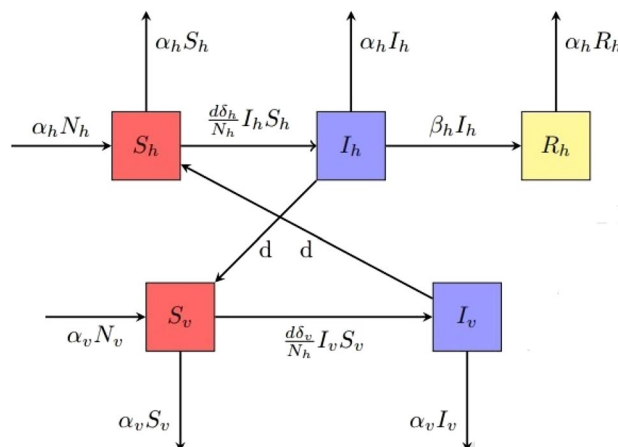 α_h S_h
α_h I_h
α_h R_h
α_h N_h
S_h
dδ_h/N_h I_h S_h
I_h
β_h I_h
R_h
d d
α_v N_v
S_v
dδ_v/N_h I_v S_v
I_v
α_v S_v
α_v I_v